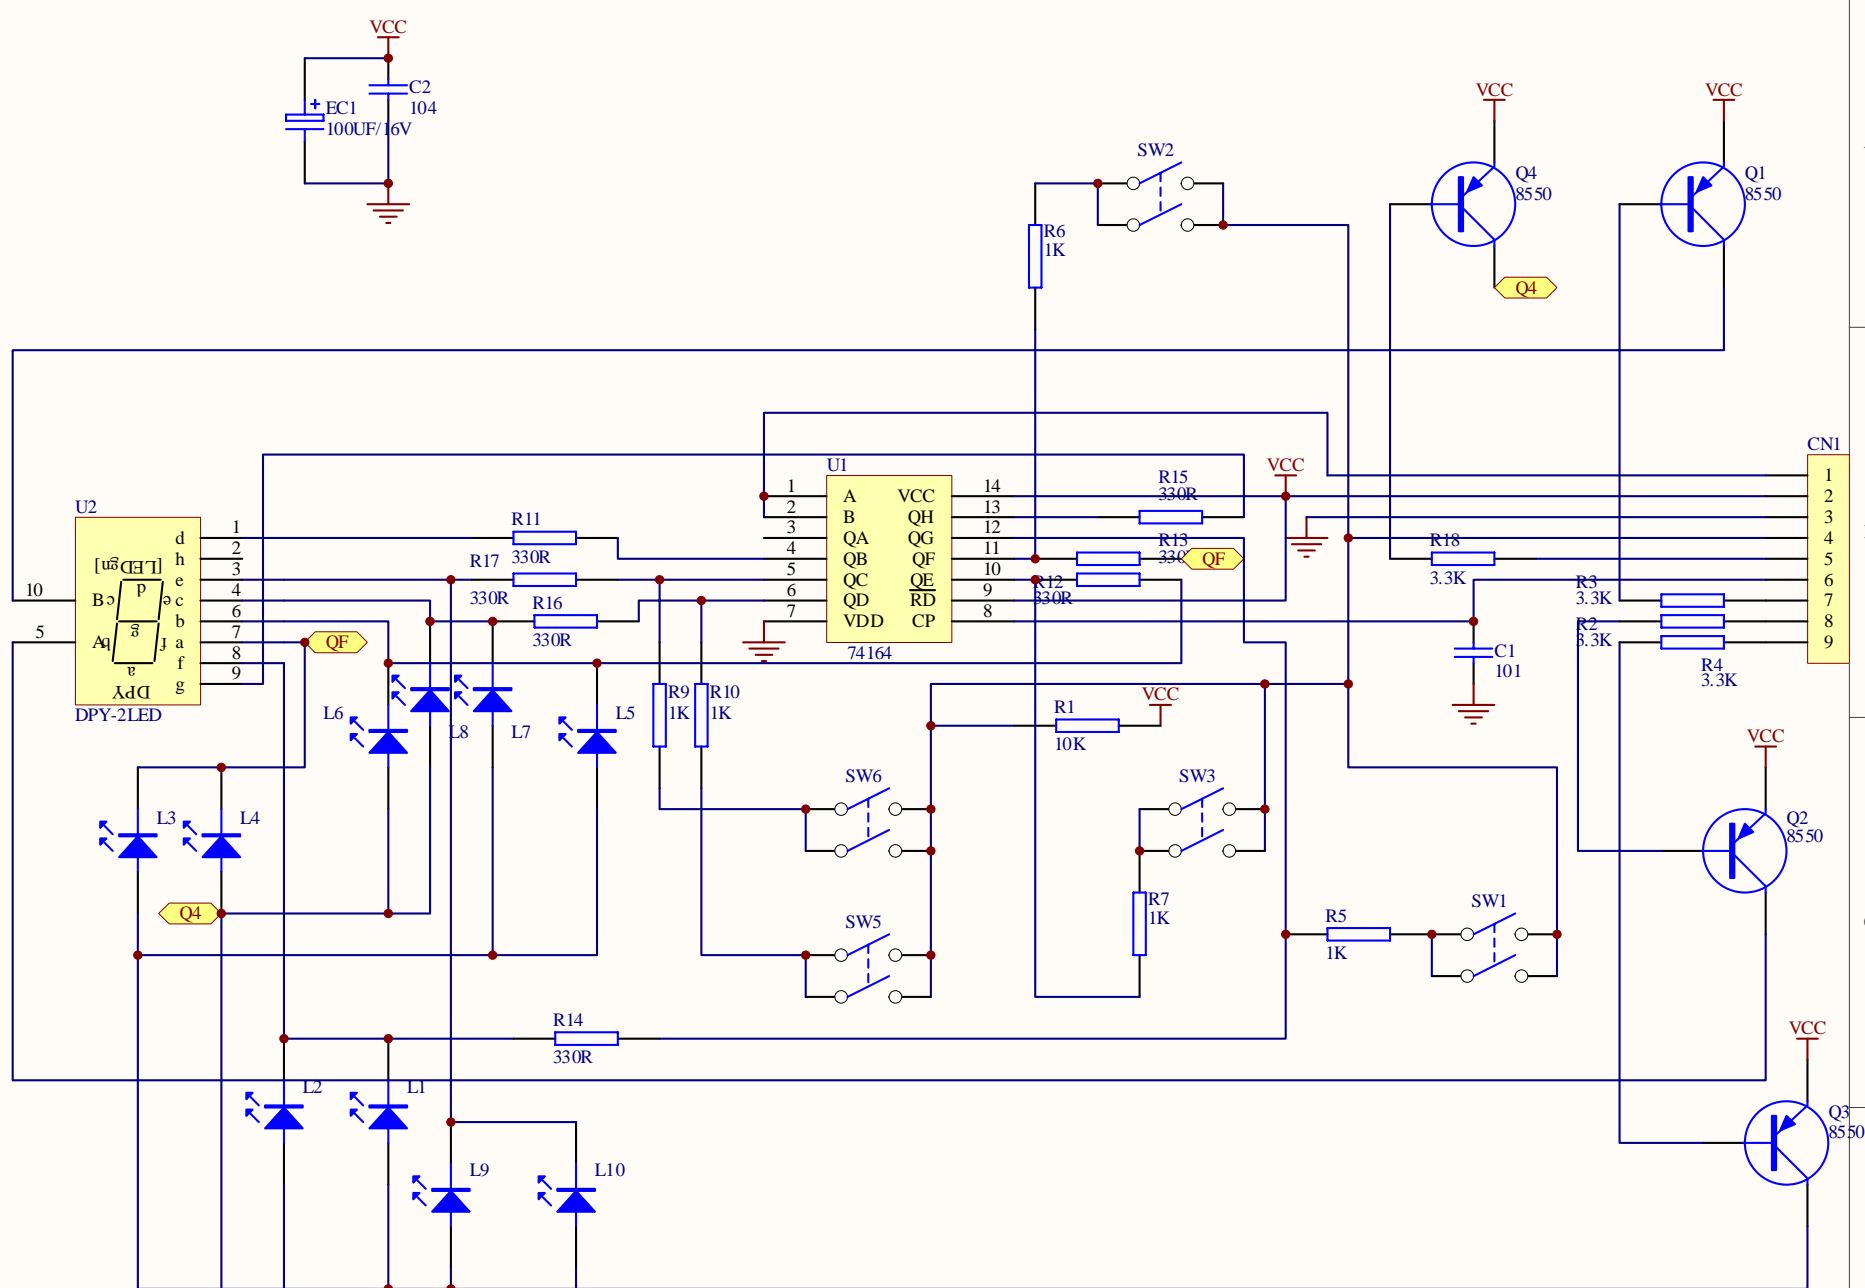 VCC
C2
104
EC1
100UF/16V
VCC
VCC
SW2
Q4
8550
Q1
8550
R6
1K
Q4
CN1
1
2
3
4
5
6
7
8
9
U1
1 A VCC 14
2 B QH 13
3 QA QG 12
4 QB QF 11
5 QC QE 10
6 QD RD 9
7 VDD CP 8
74164
VCC
R15
330R
R13
330R
QF
R12
330R
R18
3.3K
R3
3.3K
R2
3.3K
R4
3.3K
U2
d 1
h 2
e 3
c 4
b 6
a 7
f 8
g 9
10 B
5 A
[LED gn]
d
c
e
g
b
f
a
DPY
DPY-2LED
R11
330R
R17
330R
R16
330R
QF
C1
101
R9
1K
R10
1K
L6
L8
L7
L5
R1
10K
VCC
VCC
SW6
SW3
L3
L4
Q2
8550
Q4
R7
1K
SW5
R5
1K
SW1
R14
330R
VCC
L2
L1
Q3
8550
L9
L10